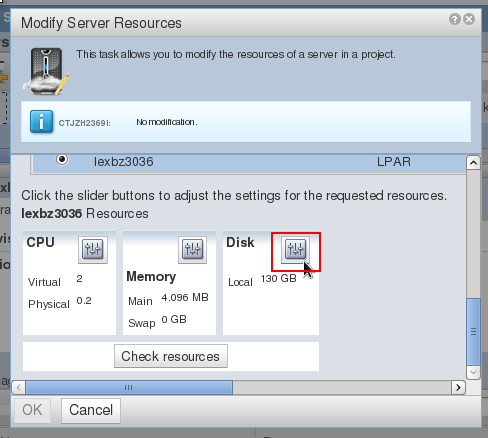 Modify Server Resources
This task allows you to modify the resources of a server in a project.
CTJZH2369I: No modification.
lexbz3036 LPAR
Click the slider buttons to adjust the settings for the requested resources.
lexbz3036 Resources
CPU
Virtual 2
Physical 0.2
Memory
Main 4,096 MB
Swap 0 GB
Disk
Local 130 GB
Check resources
OK
Cancel